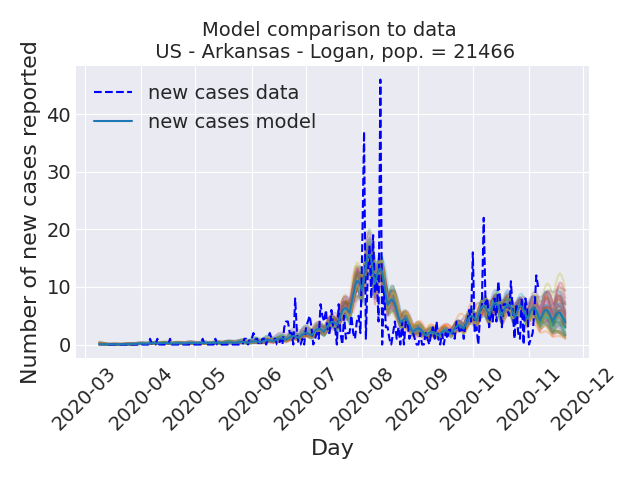 Model comparison to data
US - Arkansas - Logan, pop. = 21466
Number of new cases reported
40
30
20
10
0
new cases data
new cases model
2020-03
2020-04
2020-05
2020-06
2020-07
2020-08
2020-09
2020-10
2020-11
2020-12
Day